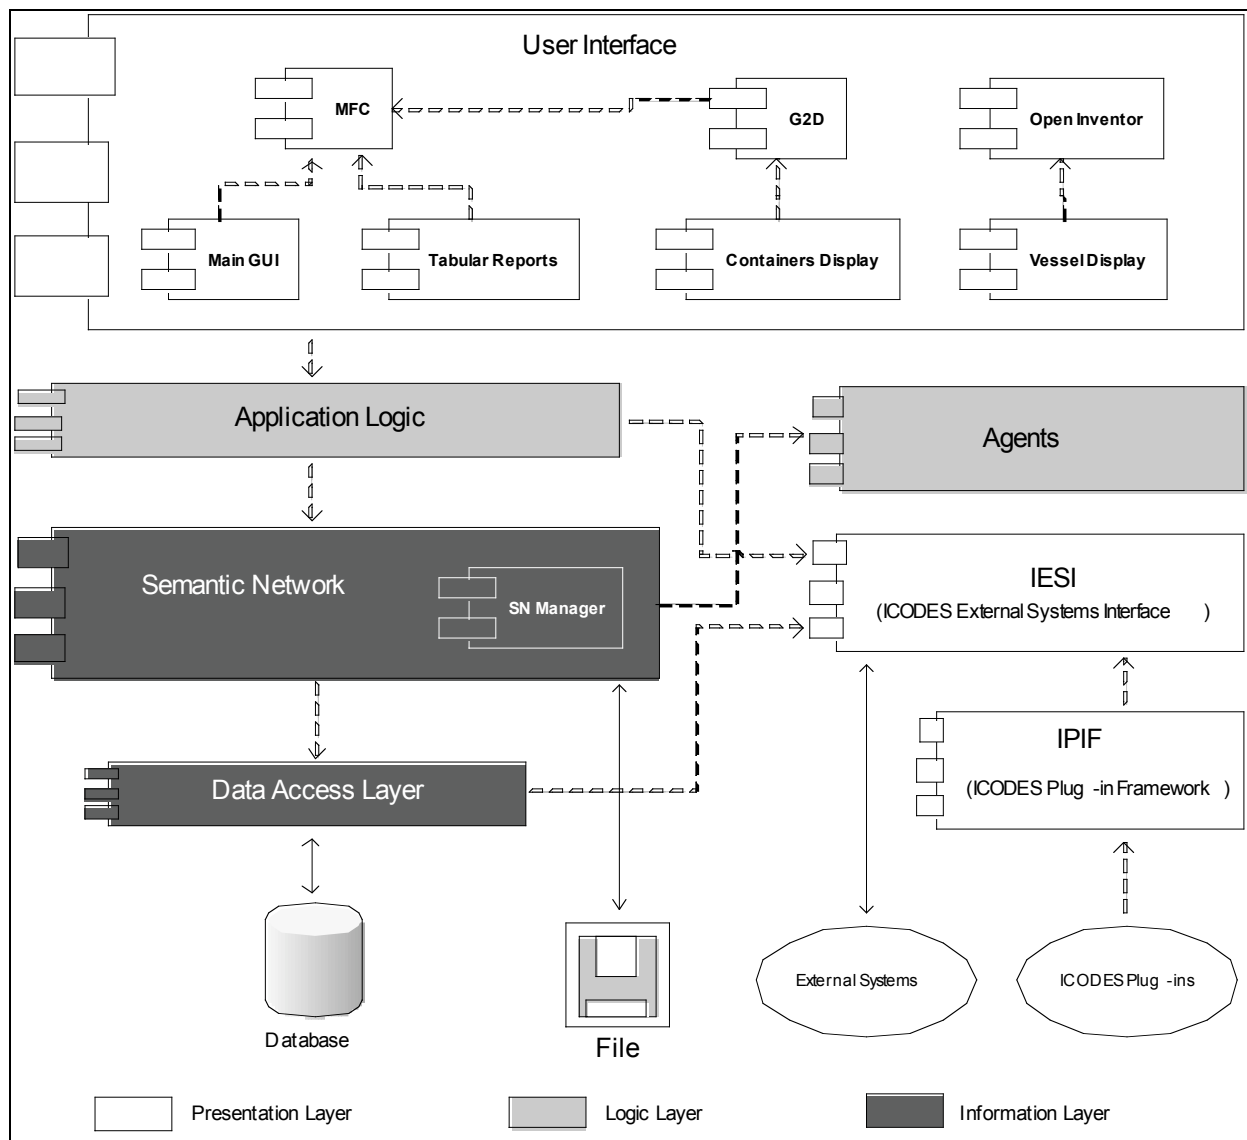 User Interface
MFC
G2D
Open Inventor
Main GUI
Tabular Reports
Containers Display
Vessel Display
Application Logic
Agents
Semantic Network
SN Manager
IESI
(ICODES External Systems Interface )
Data Access Layer
IPIF
(ICODES Plug -in Framework )
External Systems
ICODES Plug -ins
Database
File
Presentation Layer
Logic Layer
Information Layer